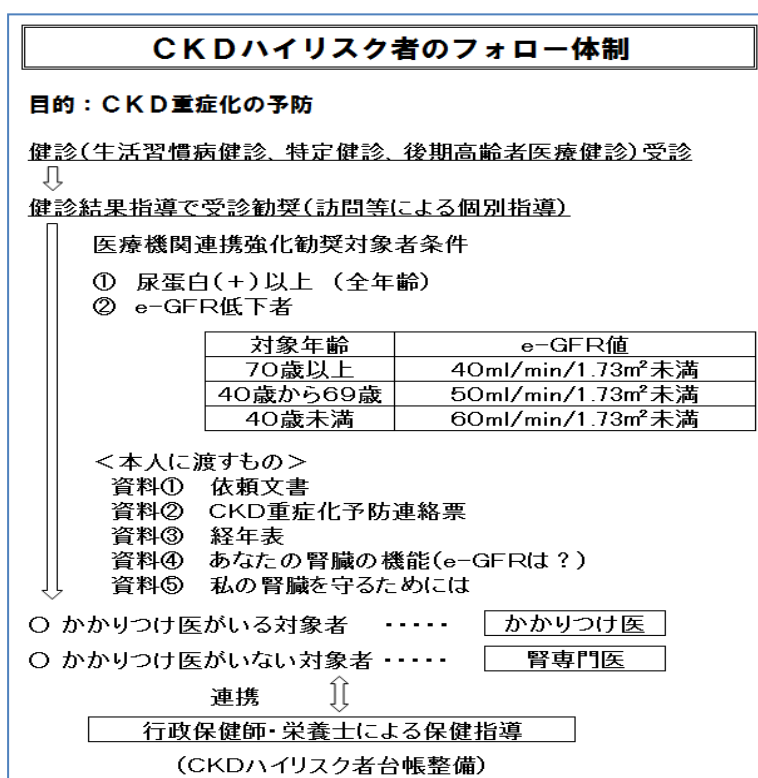 CKDハイリスク者のフォロー体制
目的：CKD重症化の予防
健診(生活習慣病健診、特定健診、後期高齢者医療健診)受診
健診結果指導で受診勧奨(訪問等による個別指導)
医療機関連携強化勧奨対象者条件
① 尿蛋白(+)以上 (全年齢)
② e-GFR低下者
対象年齢 e-GFR値
70歳以上 40ml/min/1.73㎡未満
40歳から69歳 50ml/min/1.73㎡未満
40歳未満 60ml/min/1.73㎡未満
＜本人に渡すもの＞
資料① 依頼文書
資料② CKD重症化予防連絡票
資料③ 経年表
資料④ あなたの腎臓の機能(e-GFRは？)
資料⑤ 私の腎臓を守るためには
○ かかりつけ医がいる対象者 ‥‥‥ かかりつけ医
○ かかりつけ医がいない対象者‥‥‥ 腎専門医
連携
行政保健師・栄養士による保健指導
(CKDハイリスク者台帳整備)